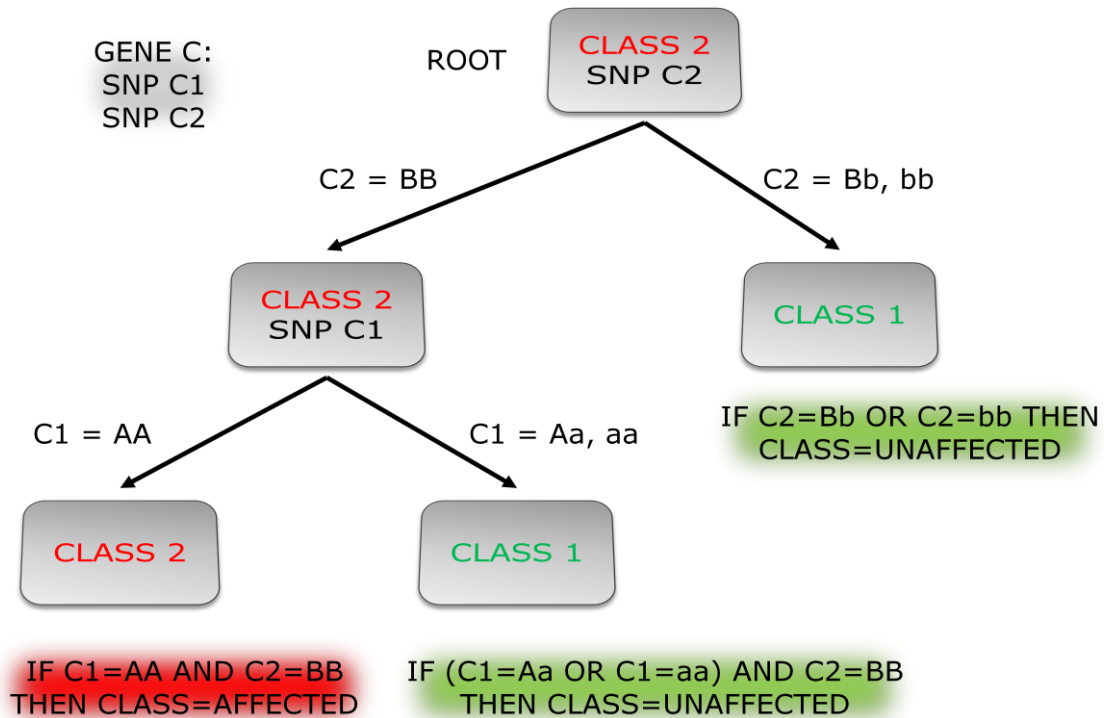 GENE C:
SNP C1
SNP C2
ROOT
CLASS 2
SNP C2
C2 = BB
C2 = Bb, bb
CLASS 2
SNP C1
CLASS 1
IF C2=Bb OR C2=bb THEN
CLASS=UNAFFECTED
C1 = AA
C1 = Aa, aa
CLASS 2
CLASS 1
IF C1=AA AND C2=BB
THEN CLASS=AFFECTED
IF (C1=Aa OR C1=aa) AND C2=BB
THEN CLASS=UNAFFECTED